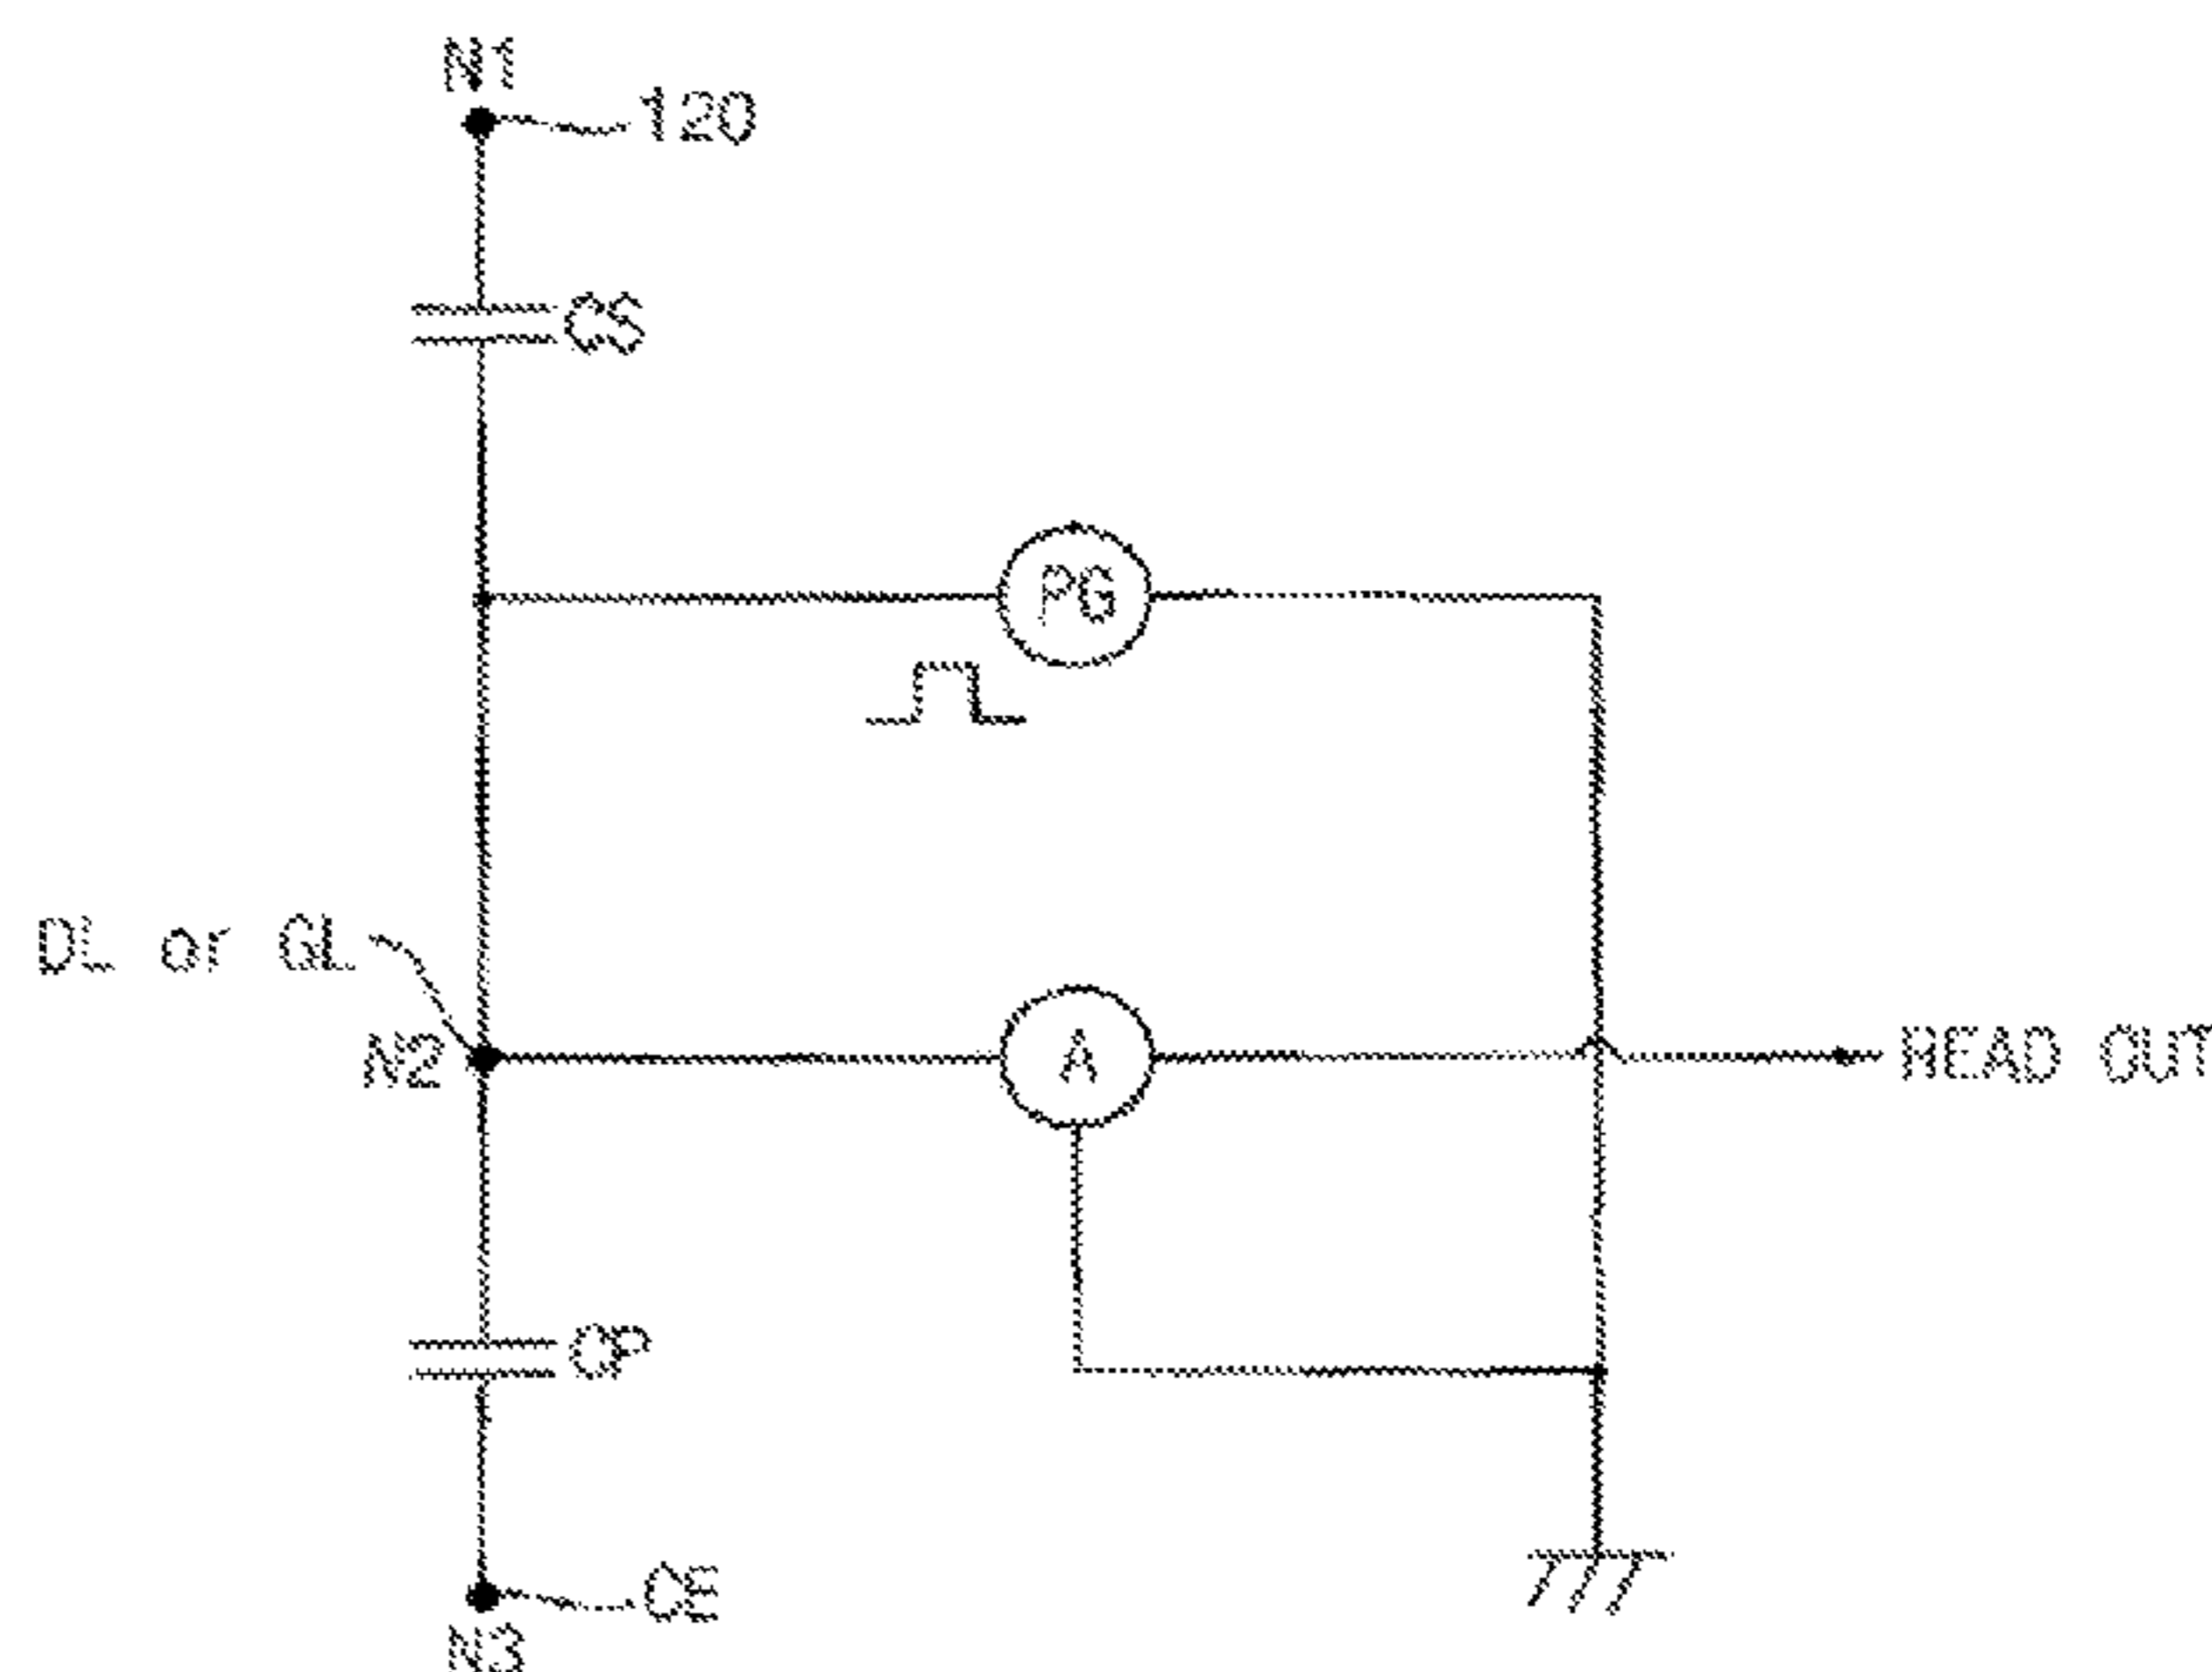 N1
120
CS
PG
DL or GL
N2
A
READ OUT
CP
CE
N3